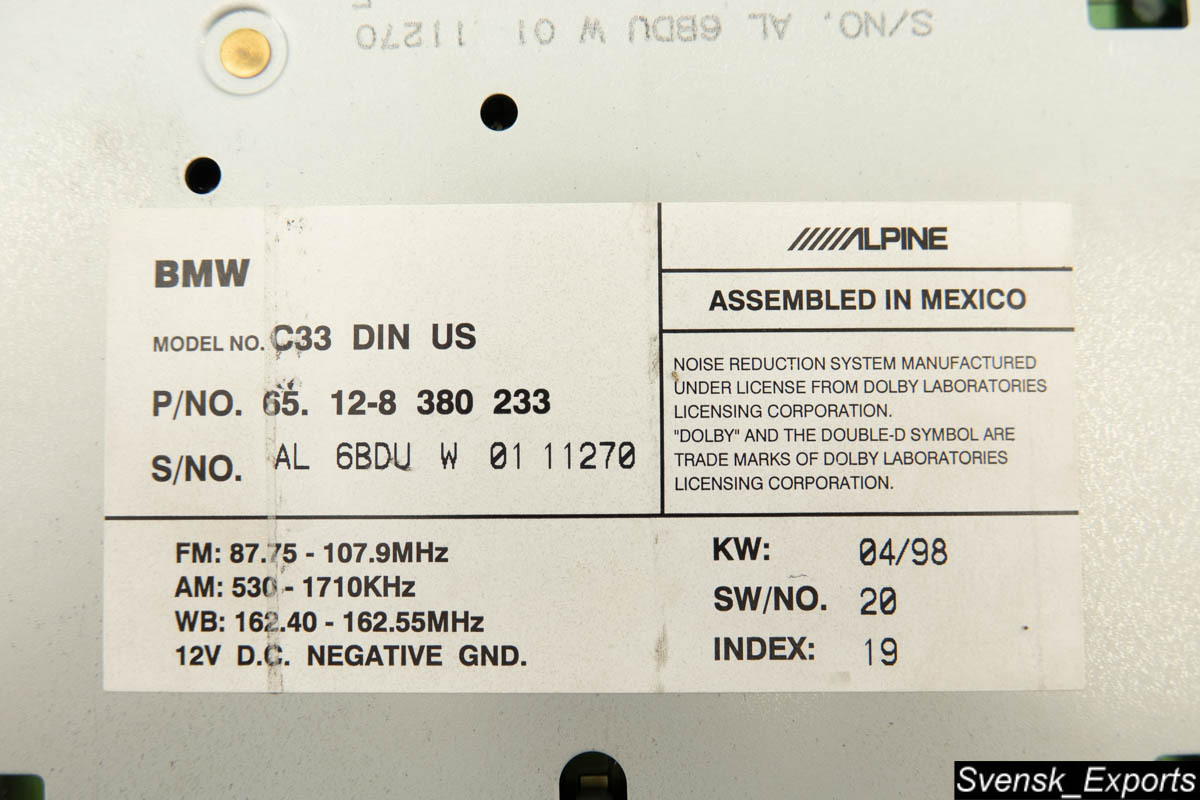 S/NO. AL 6BDU W 01 11270
BMW
MODEL NO. C33 DIN US
P/NO. 65. 12-8 380 233
S/NO. AL 6BDU W 01 11270
ALPINE
ASSEMBLED IN MEXICO
NOISE REDUCTION SYSTEM MANUFACTURED
UNDER LICENSE FROM DOLBY LABORATORIES
LICENSING CORPORATION.
"DOLBY" AND THE DOUBLE-D SYMBOL ARE
TRADE MARKS OF DOLBY LABORATORIES
LICENSING CORPORATION.
FM: 87.75 - 107.9MHz
AM: 530 - 1710KHz
WB: 162.40 - 162.55MHz
12V D.C. NEGATIVE GND.
KW: 04/98
SW/NO. 20
INDEX: 19
Svensk_Exports